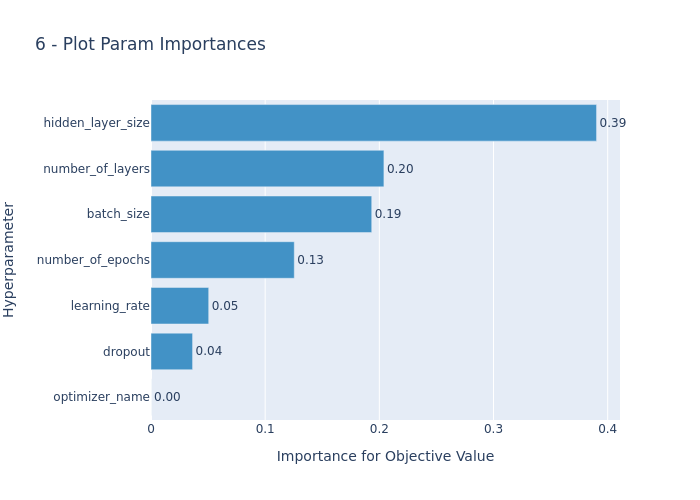 6 - Plot Param Importances
hidden_layer_size 0.39
number_of_layers 0.20
batch_size 0.19
number_of_epochs 0.13
learning_rate 0.05
dropout 0.04
optimizer_name 0.00
0 0.1 0.2 0.3 0.4
Importance for Objective Value
Hyperparameter